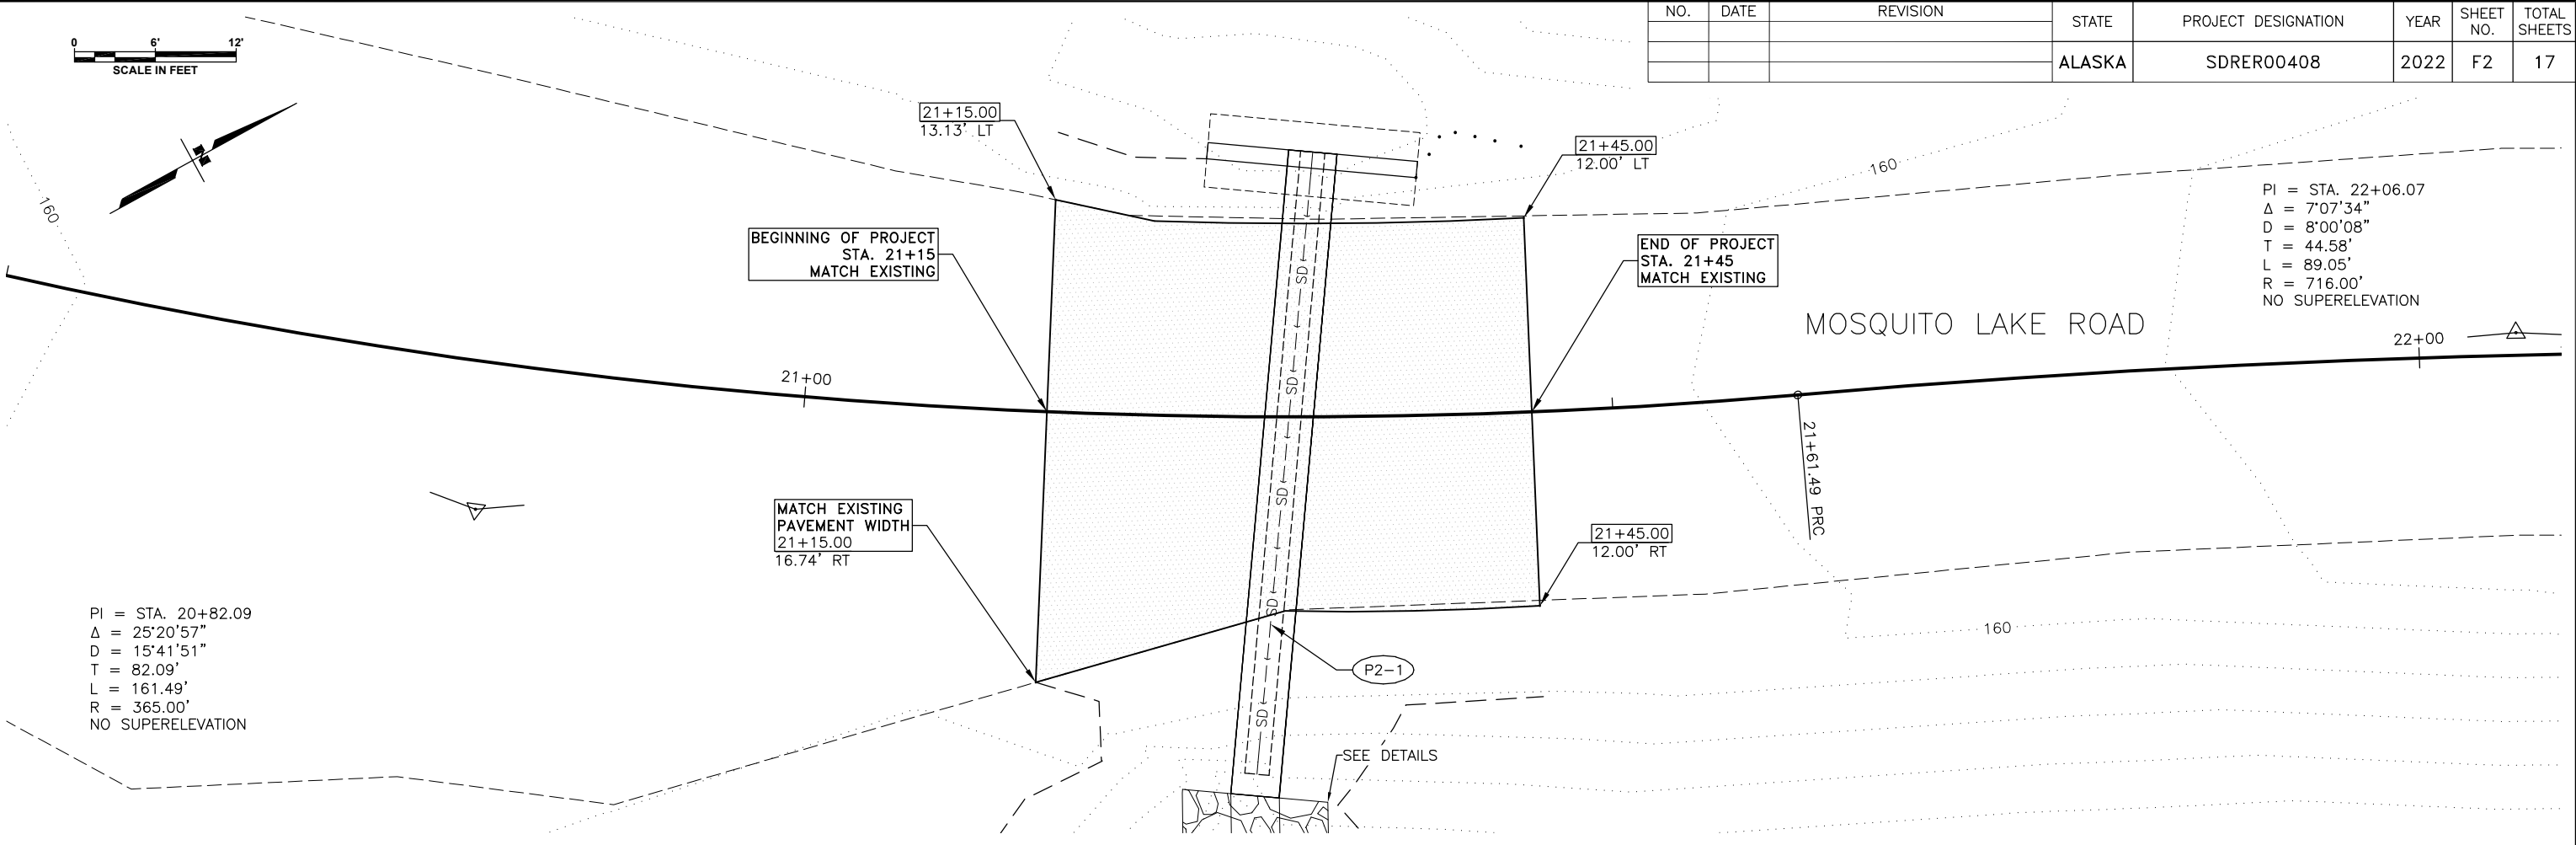 NO. DATE REVISION STATE PROJECT DESIGNATION YEAR SHEET NO. TOTAL SHEETS
ALASKA SDRER00408 2022 F2 17
0 6' 12'
SCALE IN FEET
N
21+15.00
13.13' LT
21+45.00
12.00' LT
160
160
PI = STA. 22+06.07
Δ = 7°07'34"
D = 8°00'08"
T = 44.58'
L = 89.05'
R = 716.00'
NO SUPERELEVATION
BEGINNING OF PROJECT
STA. 21+15
MATCH EXISTING
END OF PROJECT
STA. 21+45
MATCH EXISTING
MOSQUITO LAKE ROAD
22+00
21+00
SD
SD
SD
SD
SD
21+61.49 PRC
MATCH EXISTING
PAVEMENT WIDTH
21+15.00
16.74' RT
21+45.00
12.00' RT
PI = STA. 20+82.09
Δ = 25°20'57"
D = 15°41'51"
T = 82.09'
L = 161.49'
R = 365.00'
NO SUPERELEVATION
160
P2-1
SEE DETAILS